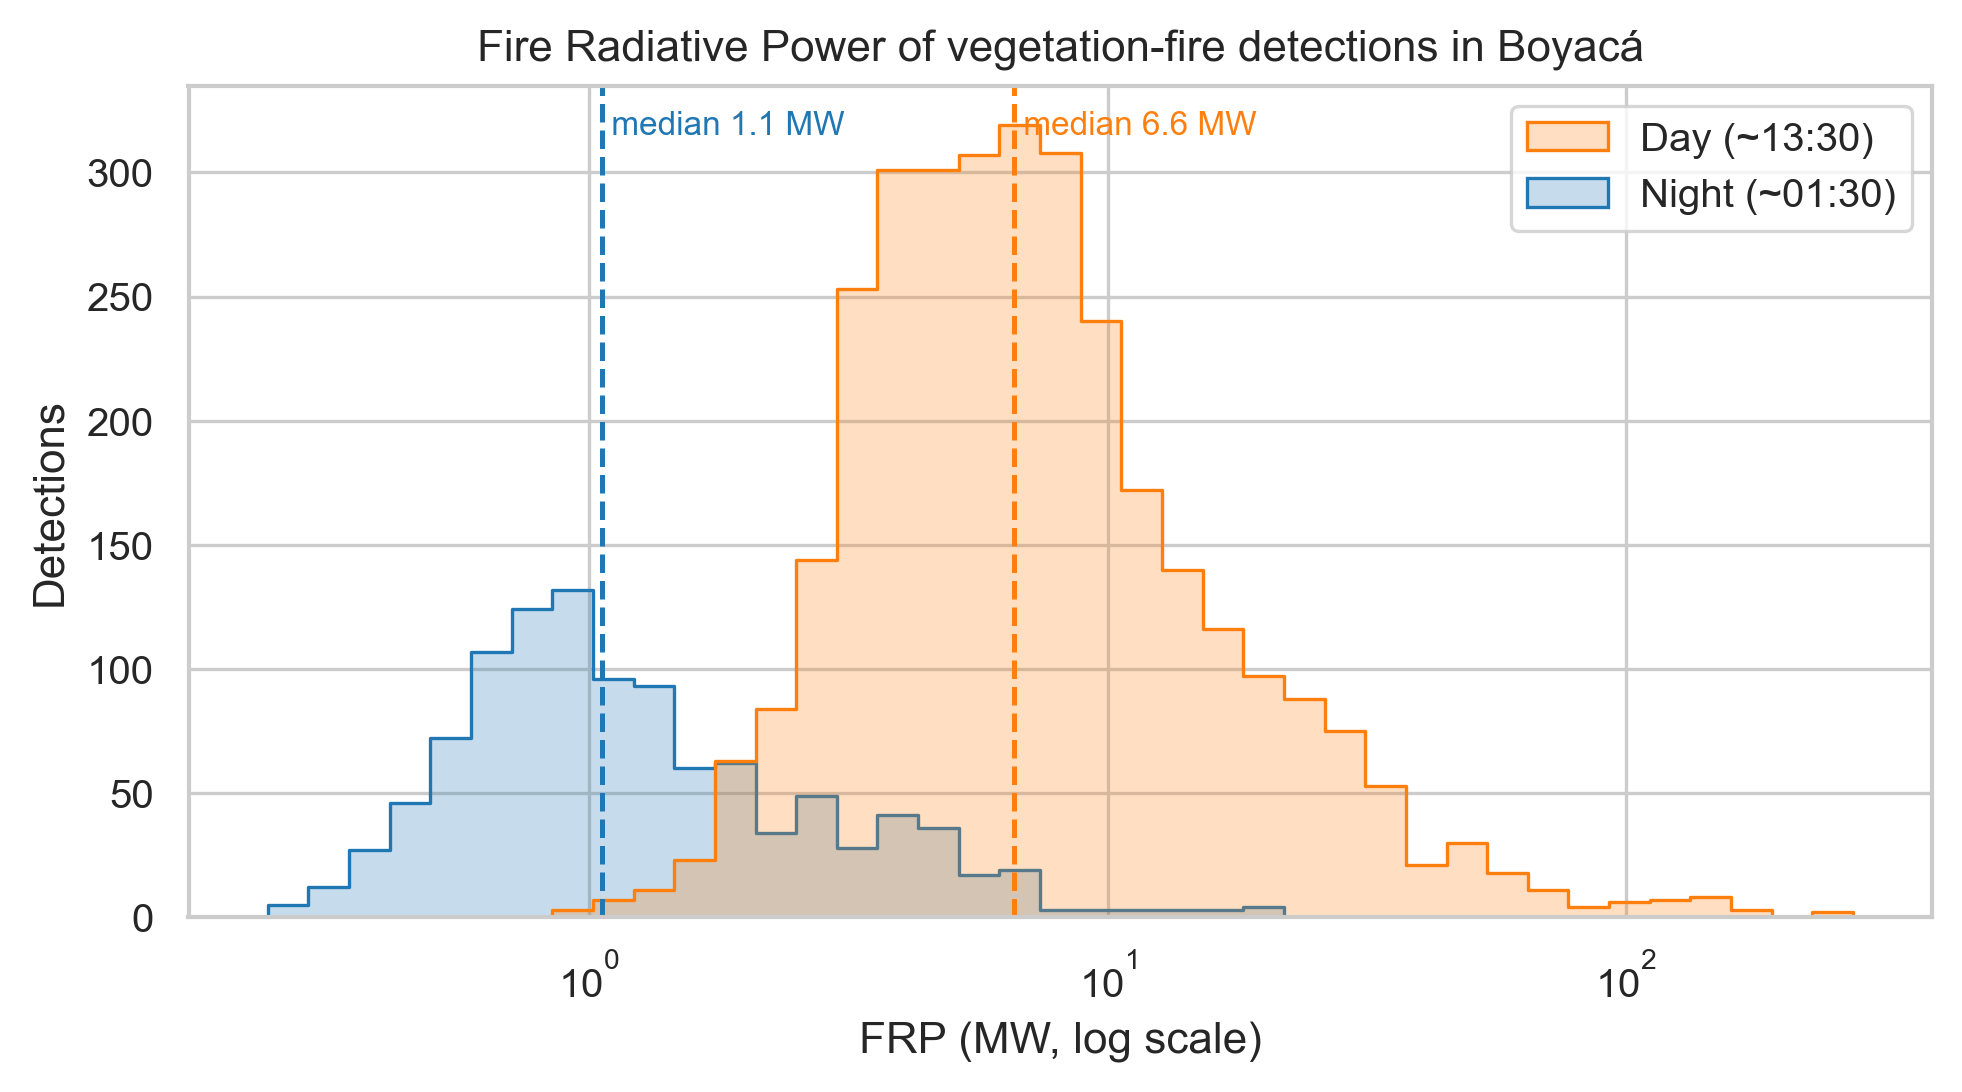 Fire Radiative Power of vegetation-fire detections in Boyacá
median 1.1 MW
median 6.6 MW
Day (~13:30)
Night (~01:30)
300
250
200
150
100
50
0
Detections
10^0
10^1
10^2
FRP (MW, log scale)